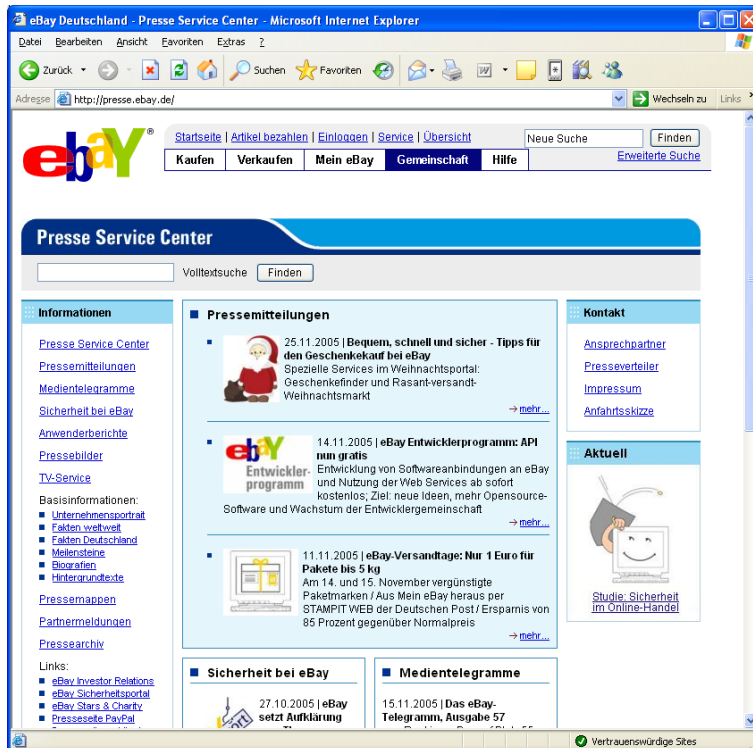 eBay Deutschland - Presse Service Center - Microsoft Internet Explorer
Datei Bearbeiten Ansicht Favoriten Extras ?
Zurück Suchen Favoriten
Adresse http://presse.ebay.de/ Wechseln zu Links
ebaY®
Startseite | Artikel bezahlen | Einloggen | Service | Übersicht
Neue Suche Finden
Kaufen Verkaufen Mein eBay Gemeinschaft Hilfe
Erweiterte Suche
Presse Service Center
Volltextsuche Finden
Informationen
Presse Service Center
Pressemitteilungen
Medientelegramme
Sicherheit bei eBay
Anwenderberichte
Pressebilder
TV-Service
Basisinformationen:
Unternehmensportrait
Fakten weltweit
Fakten Deutschland
Meilensteine
Biografien
Hintergrundtexte
Pressemappen
Partnermeldungen
Pressearchiv
Links:
eBay Investor Relations
eBay Sicherheitsportal
eBay Stars & Charity
Presseseite PayPal
Pressemitteilungen
25.11.2005 | Bequem, schnell und sicher - Tipps für
den Geschenkekauf bei eBay
Spezielle Services im Weihnachtsportal:
Geschenkefinder und Rasant-versandt-
Weihnachtsmarkt
→ mehr...
ebaY
Entwickler-
programm
14.11.2005 | eBay Entwicklerprogramm: API
nun gratis
Entwicklung von Softwareanbindungen an eBay
und Nutzung der Web Services ab sofort
kostenlos; Ziel: neue Ideen, mehr Opensource-
Software und Wachstum der Entwicklergemeinschaft
→ mehr...
11.11.2005 | eBay-Versandtage: Nur 1 Euro für
Pakete bis 5 kg
Am 14. und 15. November vergünstigte
Paketmarken / Aus Mein eBay heraus per
STAMPIT WEB der Deutschen Post / Ersparnis von
85 Prozent gegenüber Normalpreis
→ mehr...
Sicherheit bei eBay
27.10.2005 | eBay
setzt Aufklärung
Medientelegramme
15.11.2005 | Das eBay-
Telegramm, Ausgabe 57
Kontakt
Ansprechpartner
Presseverteiler
Impressum
Anfahrtsskizze
Aktuell
Studie: Sicherheit
im Online-Handel
Vertrauenswürdige Sites